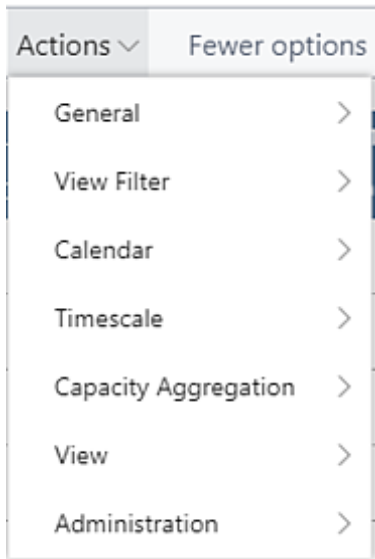 Actions Fewer options
General
View Filter
Calendar
Timescale
Capacity Aggregation
View
Administration